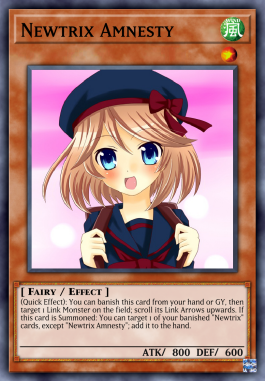 Newtrix Amnesty
風
[ Fairy / Effect ]
(Quick Effect): You can banish this card from your hand or GY, then
target 1 Link Monster on the field; scroll its Link Arrows upwards. If
this card is Summoned: You can target 1 of your banished "Newtrix"
cards, except "Newtrix Amnesty"; add it to the hand.
ATK/ 800 DEF/ 600